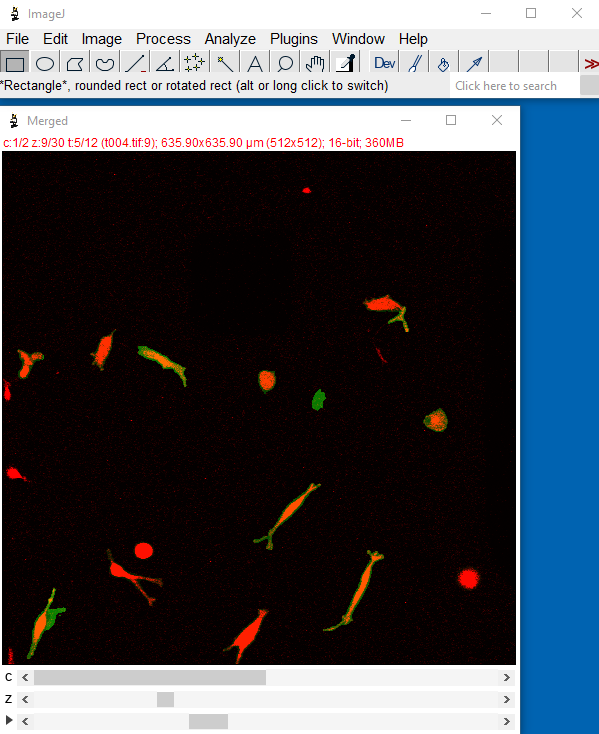 ImageJ
File Edit Image Process Analyze Plugins Window Help
A Dev
*Rectangle*, rounded rect or rotated rect (alt or long click to switch)
Click here to search
Merged
c:1/2 z:9/30 t:5/12 (t004.tif:9); 635.90x635.90 µm (512x512); 16-bit; 360MB
c
z